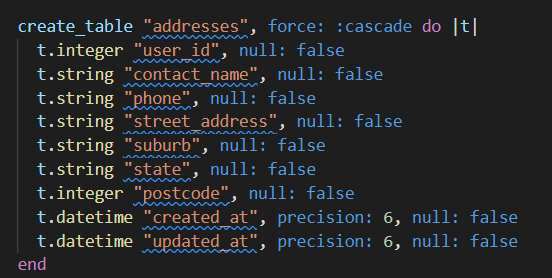 create_table "addresses", force: :cascade do |t|
t.integer "user_id", null: false
t.string "contact_name", null: false
t.string "phone", null: false
t.string "street_address", null: false
t.string "suburb", null: false
t.string "state", null: false
t.integer "postcode", null: false
t.datetime "created_at", precision: 6, null: false
t.datetime "updated_at", precision: 6, null: false
end